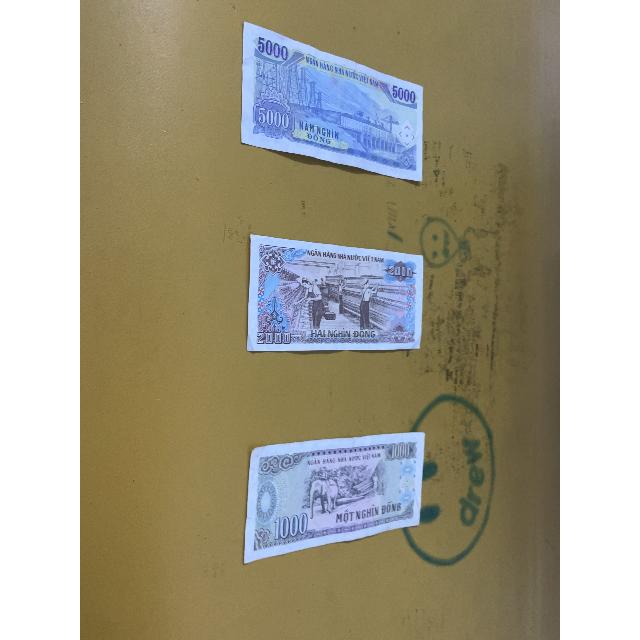 5000
NGÂN HÀNG NHÀ NƯỚC VIỆT NAM
5000
5000
NĂM NGHÌN
ĐỒNG
NGÂN HÀNG NHÀ NƯỚC VIỆT NAM
2000
2000
HAI NGHÌN ĐỒNG
1000
NGÂN HÀNG NHÀ NƯỚC VIỆT NAM
1000
MỘT NGHÌN ĐỒNG
drew